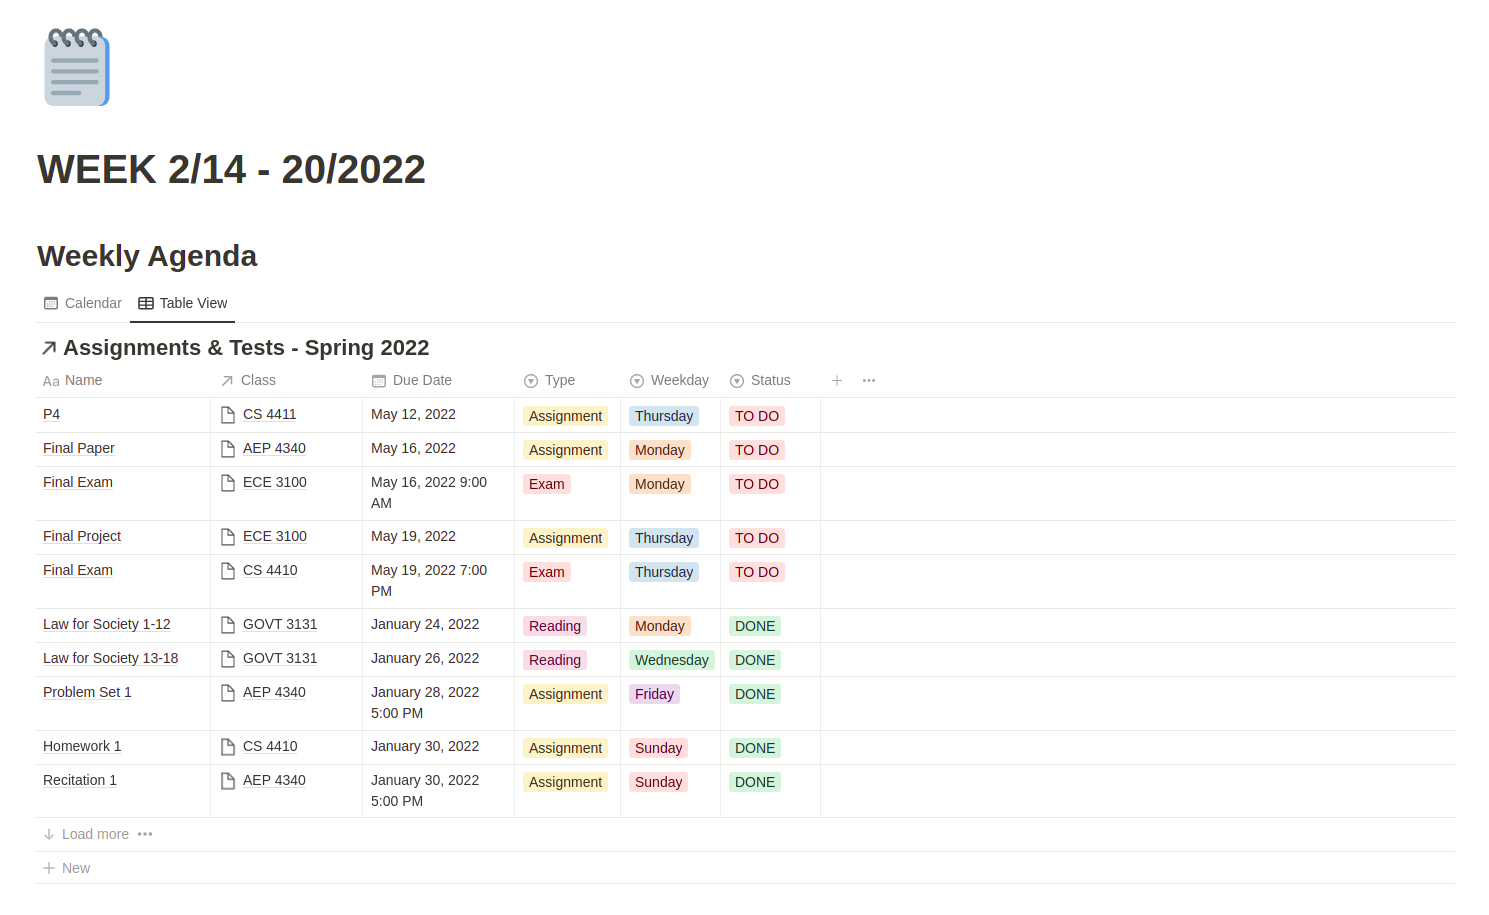 WEEK 2/14 - 20/2022
Weekly Agenda
Calendar Table View
Assignments & Tests - Spring 2022
Aa Name Class Due Date Type Weekday Status
P4 CS 4411 May 12, 2022 Assignment Thursday TO DO
Final Paper AEP 4340 May 16, 2022 Assignment Monday TO DO
Final Exam ECE 3100 May 16, 2022 9:00 Exam Monday TO DO
AM
Final Project ECE 3100 May 19, 2022 Assignment Thursday TO DO
Final Exam CS 4410 May 19, 2022 7:00 Exam Thursday TO DO
PM
Law for Society 1-12 GOVT 3131 January 24, 2022 Reading Monday DONE
Law for Society 13-18 GOVT 3131 January 26, 2022 Reading Wednesday DONE
Problem Set 1 AEP 4340 January 28, 2022 Assignment Friday DONE
5:00 PM
Homework 1 CS 4410 January 30, 2022 Assignment Sunday DONE
Recitation 1 AEP 4340 January 30, 2022 Assignment Sunday DONE
5:00 PM
Load more
New